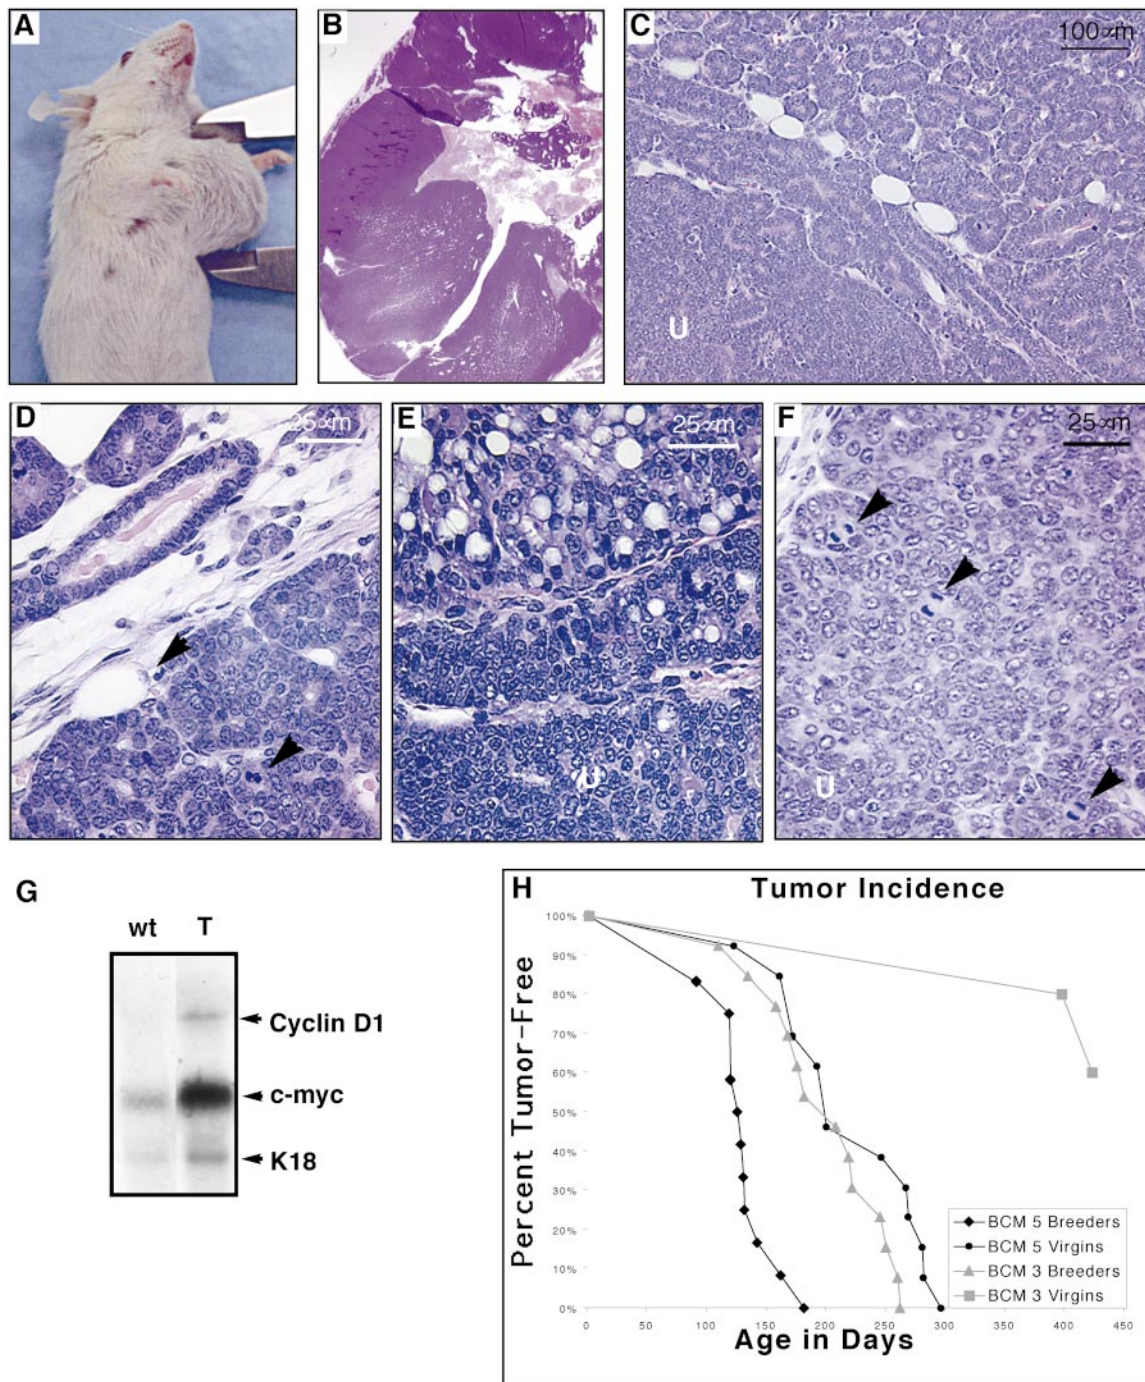 A
B
C
100∝m
U
D
25∝m
E
25∝m
U
F
25∝m
U
G
wt
T
Cyclin D1
c-myc
K18
H
Tumor Incidence
Percent Tumor-Free
100%
90%
80%
70%
60%
50%
40%
30%
20%
10%
0%
0 50 100 150 200 250 300 350 400 450
Age in Days
BCM 5 Breeders
BCM 5 Virgins
BCM 3 Breeders
BCM 3 Virgins